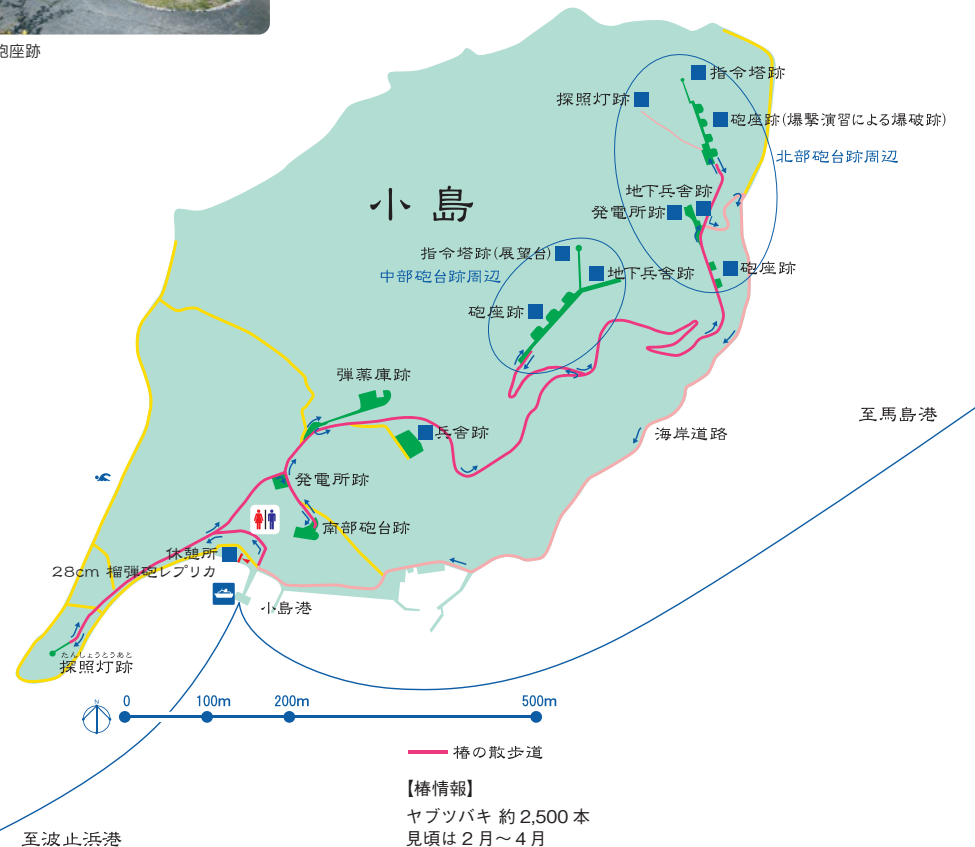 砲座跡
指令塔跡
探照灯跡
砲座跡(爆撃演習による爆破跡)
北部砲台跡周辺
小島
地下兵舎跡
発電所跡
指令塔跡(展望台)
中部砲台跡周辺
地下兵舎跡
砲座跡
砲座跡
弾薬庫跡
兵舎跡
至馬島港
海岸道路
発電所跡
南部砲台跡
休憩所
28cm 榴弾砲レプリカ
小島港
たんしょうとうあと
探照灯跡
N
0 100m 200m 500m
椿の散歩道
【椿情報】
ヤブツバキ 約 2,500 本
見頃は 2 月～ 4 月
至波止浜港